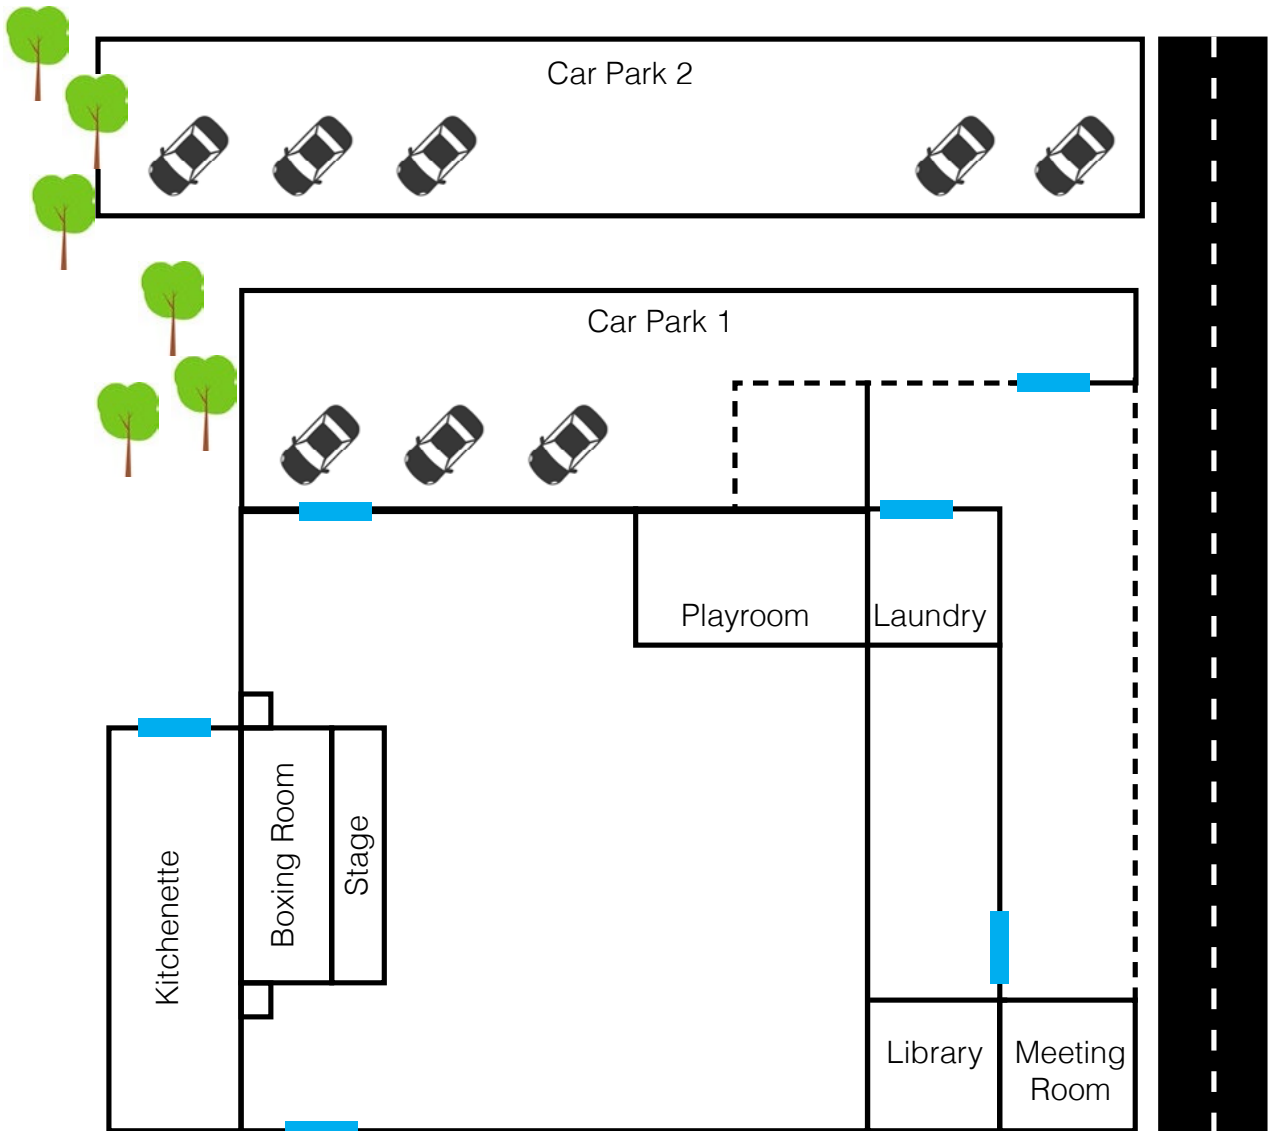 Car Park 2
Car Park 1
Playroom
Laundry
Kitchenette
Boxing Room
Stage
Library
Meeting
Room